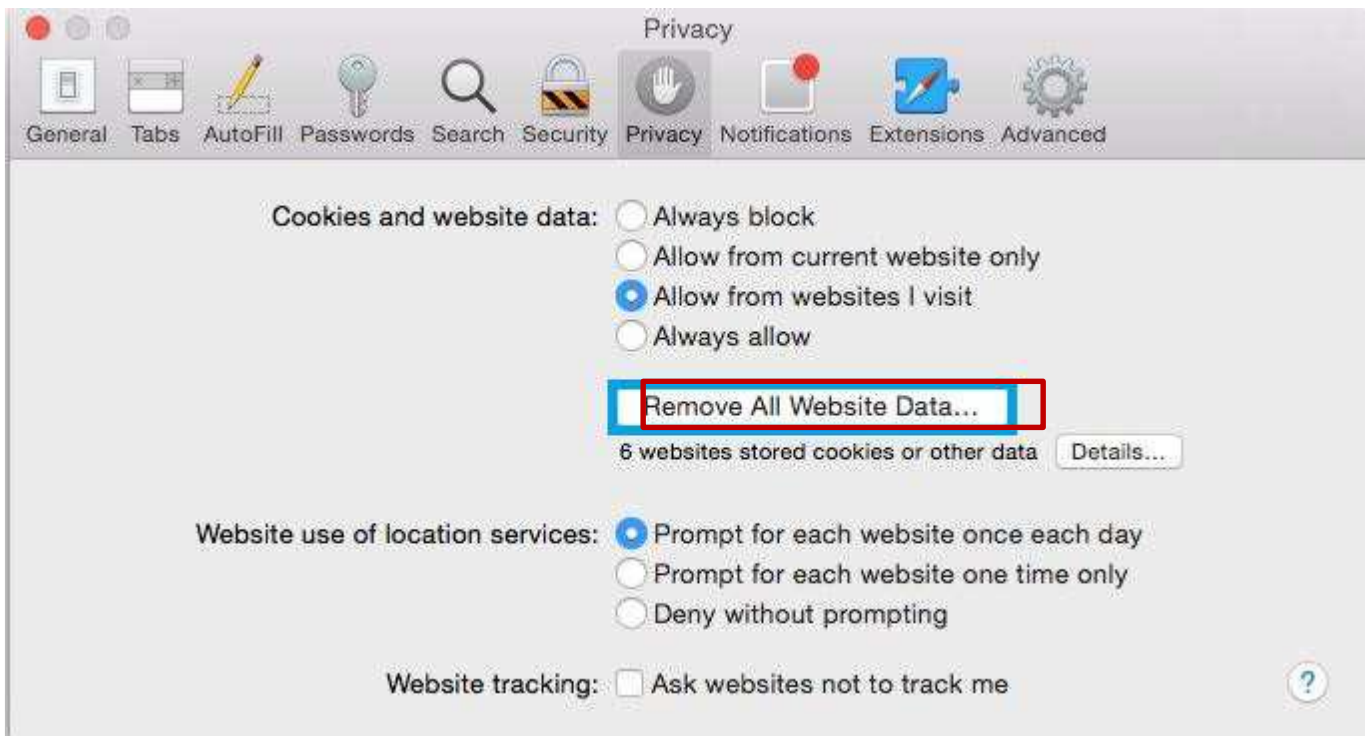 Privacy
General Tabs AutoFill Passwords Search Security Privacy Notifications Extensions Advanced
Cookies and website data: Always block
Allow from current website only
Allow from websites I visit
Always allow
Remove All Website Data...
6 websites stored cookies or other data Details...
Website use of location services: Prompt for each website once each day
Prompt for each website one time only
Deny without prompting
Website tracking: Ask websites not to track me ?